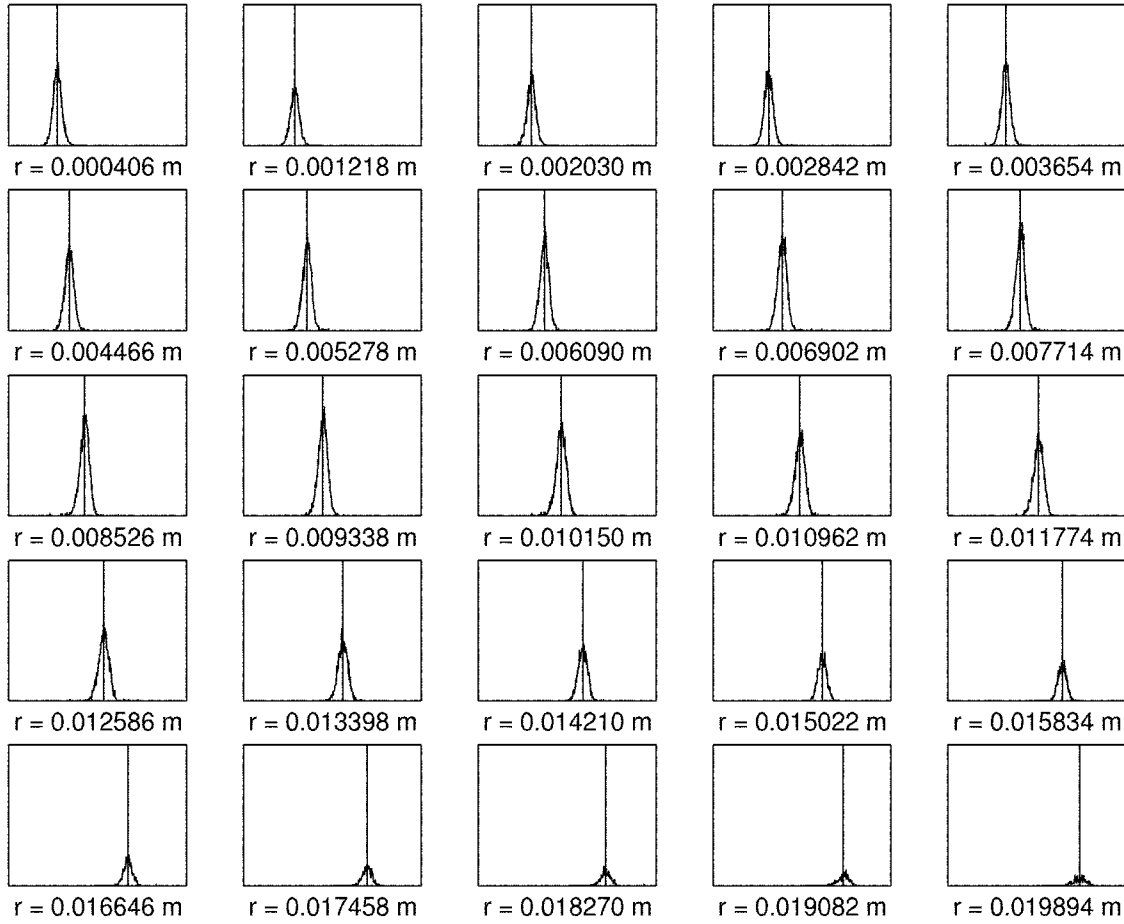 r = 0.000406 m r = 0.001218 m r = 0.002030 m r = 0.002842 m r = 0.003654 m
r = 0.004466 m r = 0.005278 m r = 0.006090 m r = 0.006902 m r = 0.007714 m
r = 0.008526 m r = 0.009338 m r = 0.010150 m r = 0.010962 m r = 0.011774 m
r = 0.012586 m r = 0.013398 m r = 0.014210 m r = 0.015022 m r = 0.015834 m
r = 0.016646 m r = 0.017458 m r = 0.018270 m r = 0.019082 m r = 0.019894 m